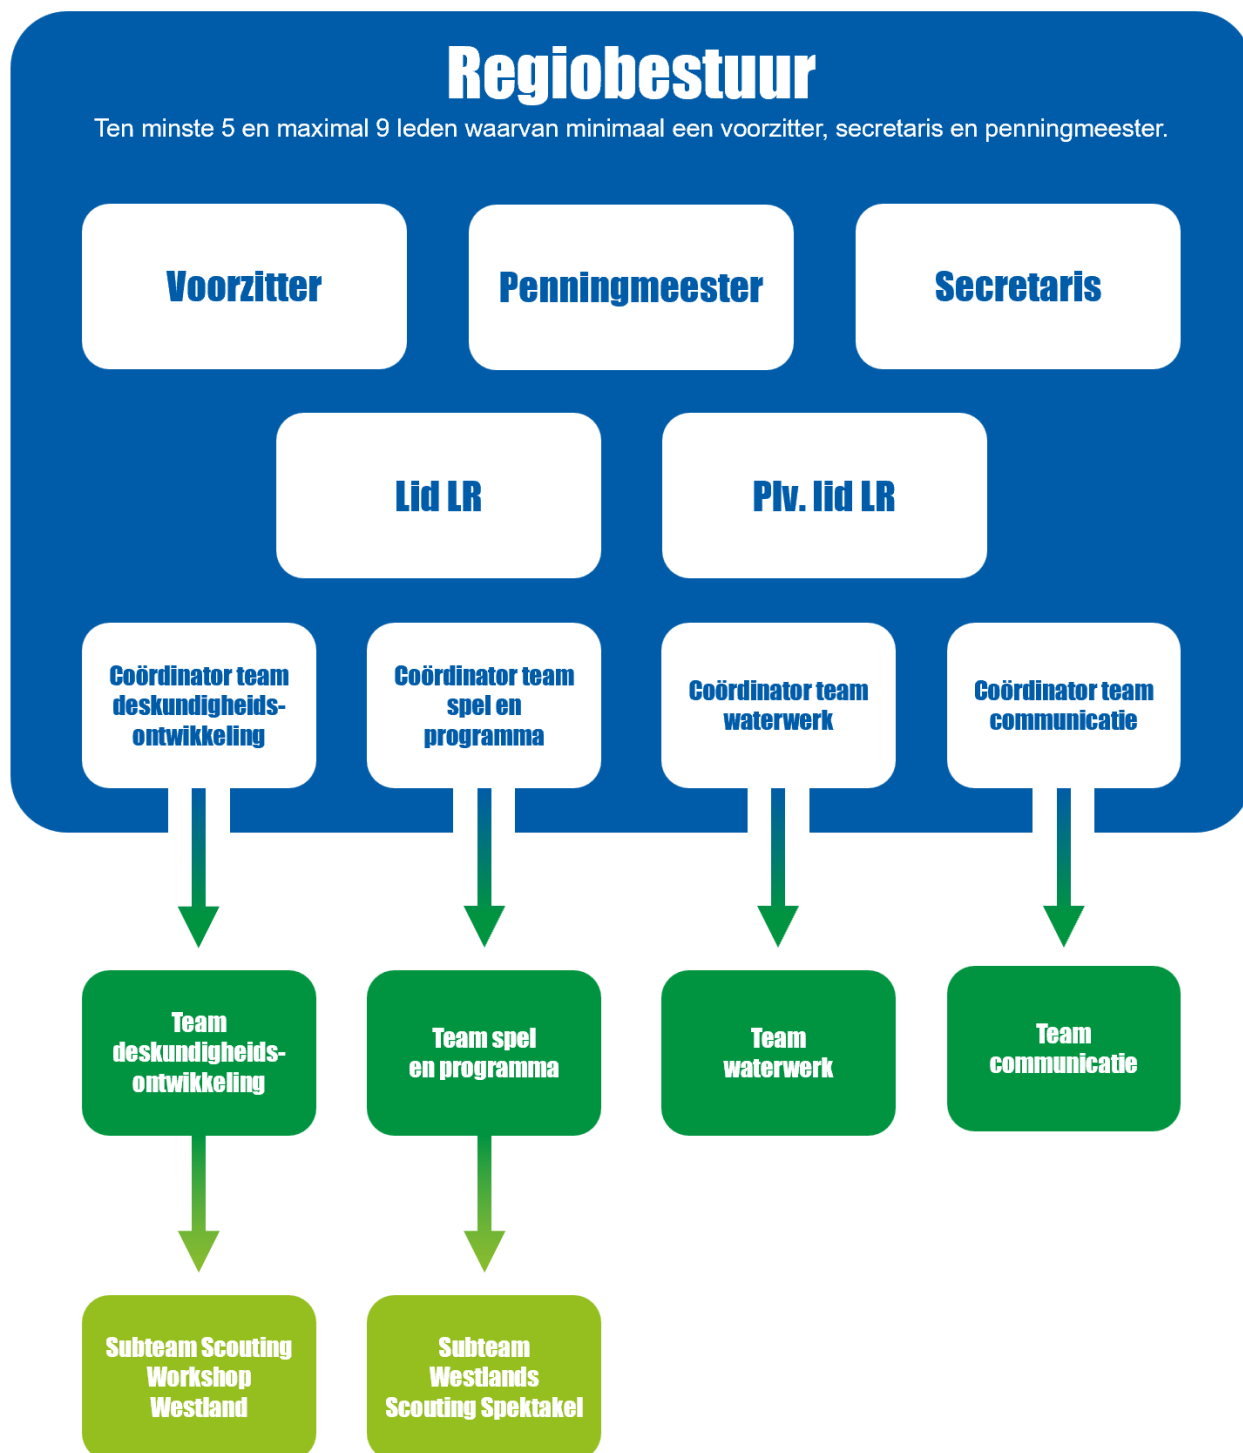 Regiobestuur
Ten minste 5 en maximal 9 leden waarvan minimaal een voorzitter, secretaris en penningmeester.
Voorzitter
Penningmeester
Secretaris
Lid LR
Plv. lid LR
Coördinator team
deskundigheids-
ontwikkeling
Coördinator team
spel en
programma
Coördinator team
waterwerk
Coördinator team
communicatie
Team
deskundigheids-
ontwikkeling
Team spel
en programma
Team
waterwerk
Team
communicatie
Subteam Scouting
Workshop
Westland
Subteam
Westlands
Scouting Spektakel